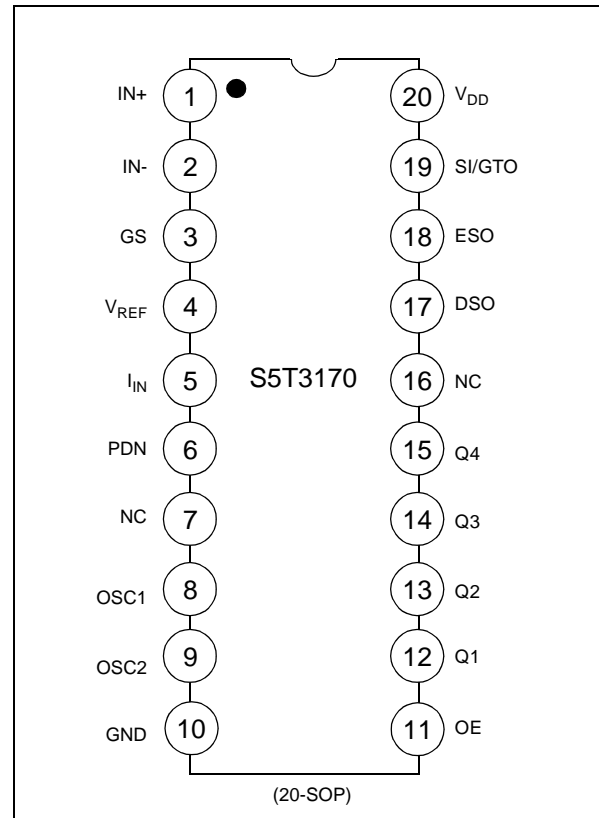 IN+ 1 20 VDD
IN- 2 19 SI/GTO
GS 3 18 ESO
VREF 4 17 DSO
IIN 5 S5T3170 16 NC
PDN 6 15 Q4
NC 7 14 Q3
OSC1 8 13 Q2
OSC2 9 12 Q1
GND 10 11 OE
(20-SOP)